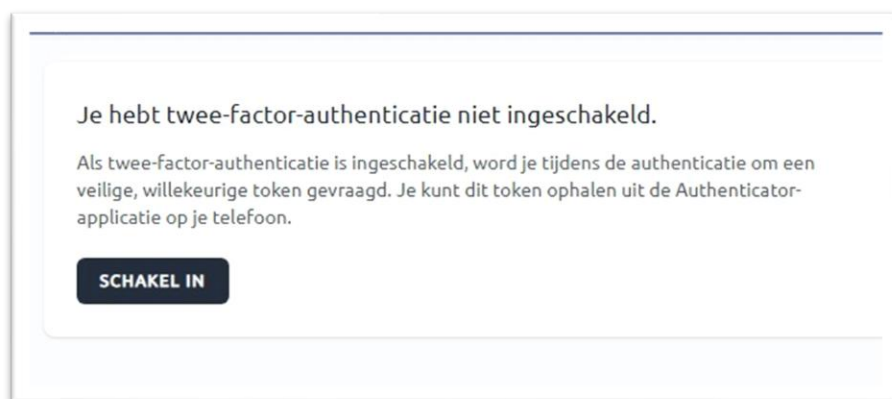 Je hebt twee-factor-authenticatie niet ingeschakeld.
Als twee-factor-authenticatie is ingeschakeld, word je tijdens de authenticatie om een
veilige, willekeurige token gevraagd. Je kunt dit token ophalen uit de Authenticator-
applicatie op je telefoon.
SCHAKEL IN